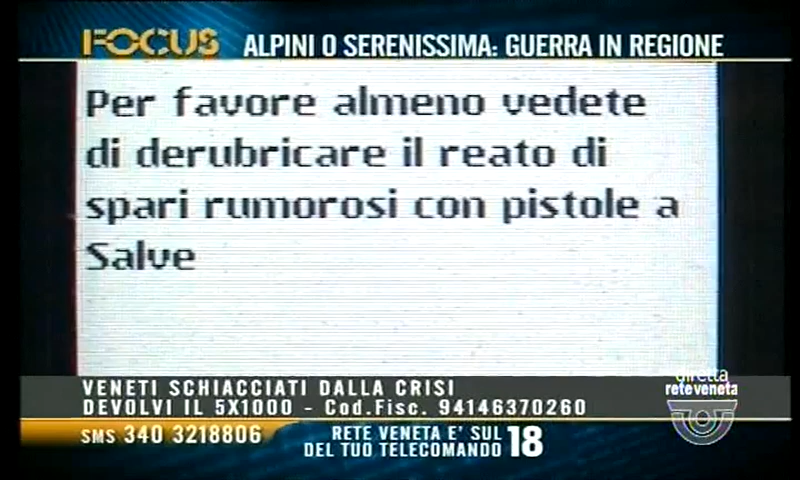 FOCUS ALPINI O SERENISSIMA: GUERRA IN REGIONE
Per favore almeno vedete
di derubricare il reato di
spari rumorosi con pistole a
Salve
diretta
reteveneta
VENETI SCHIACCIATI DALLA CRISI
DEVOLVI IL 5X1000 - Cod.Fisc. 94146370260
SMS 340 3218806
RETE VENETA E' SUL
DEL TUO TELECOMANDO 18